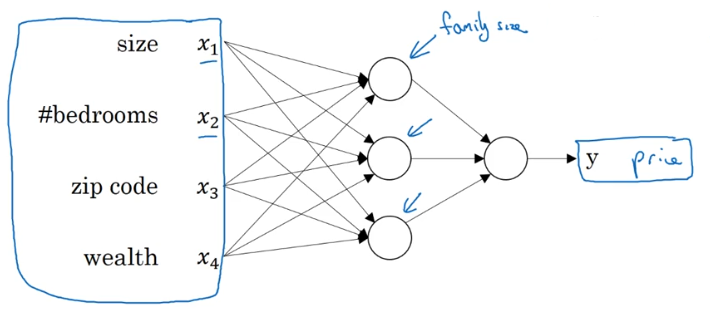 family size
size x₁
#bedrooms x₂
zip code x₃
wealth x₄
y price